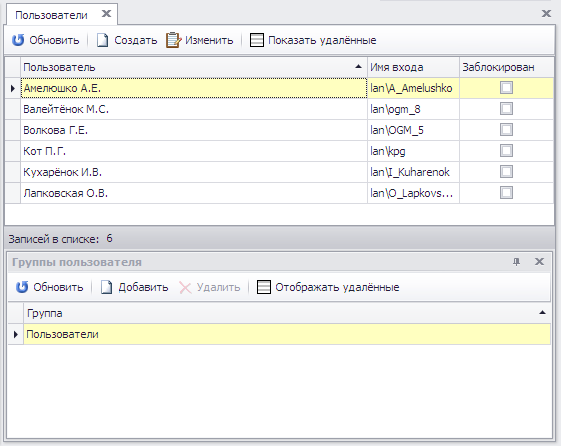 Пользователи
Обновить Создать Изменить Показать удалённые
Пользователь Имя входа Заблокирован
Амелюшко А.Е. lan\A_Amelushko
Валейтёнок М.С. lan\ogm_8
Волкова Г.Е. lan\OGM_5
Кот П.Г. lan\kpg
Кухарёнок И.В. lan\I_Kuharenok
Лапковская О.В. lan\O_Lapkovs...
Записей в списке: 6
Группы пользователя
Обновить Добавить Удалить Отображать удалённые
Группа
Пользователи